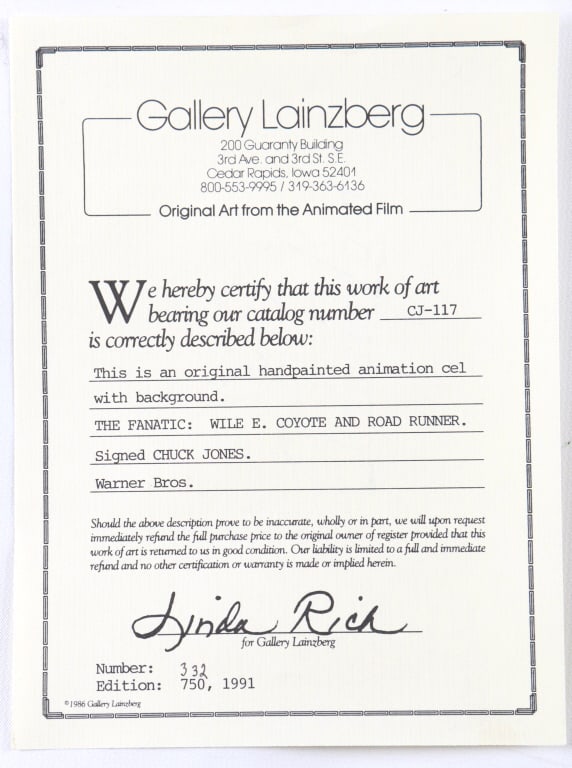 Gallery Lainzberg
200 Guaranty Building
3rd Ave. and 3rd St. S.E.
Cedar Rapids, Iowa 52401
800-553-9995 / 319-363-6136
Original Art from the Animated Film
We hereby certify that this work of art
bearing our catalog number CJ-117
is correctly described below:
This is an original handpainted animation cel
with background.
THE FANATIC: WILE E. COYOTE AND ROAD RUNNER.
Signed CHUCK JONES.
Warner Bros.
Should the above description prove to be inaccurate, wholly or in part, we will upon request
immediately refund the full purchase price to the original owner of register provided that this
work of art is returned to us in good condition. Our liability is limited to a full and immediate
refund and no other certification or warranty is made or implied herein.
Lynda Rich
for Gallery Lainzberg
Number: 332
Edition: 750, 1991
©1986 Gallery Lainzberg